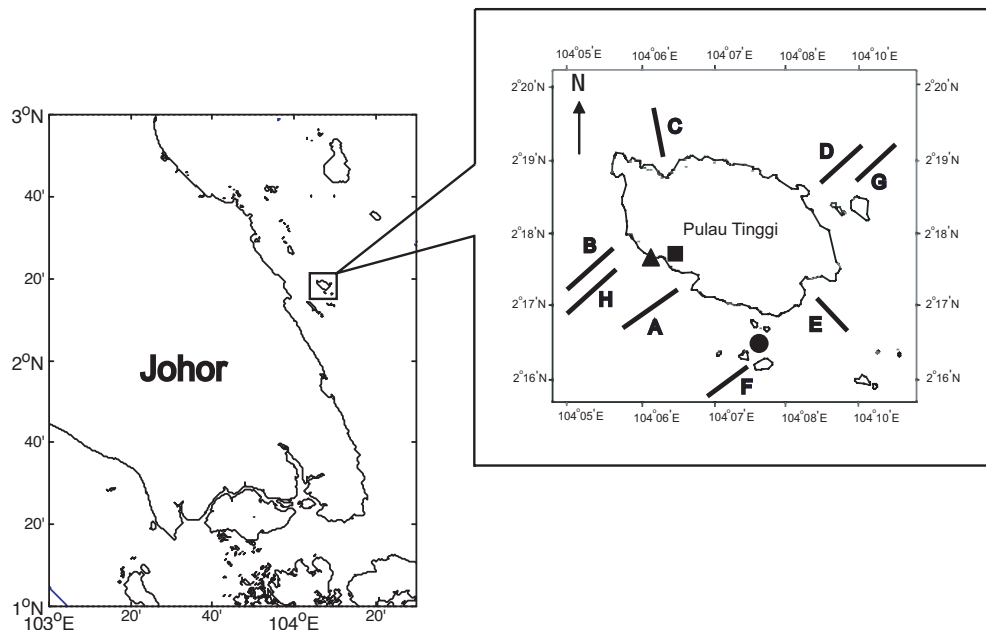 3°N
40'
20'
2°N
40'
20'
1°N
103°E
20'
40'
104°E
20'
Johor
104°05'E
104°06'E
104°07'E
104°08'E
104°10'E
2°20'N
2°20'N
N
C
2°19'N
D
G
2°19'N
2°18'N
B
Pulau Tinggi
2°18'N
2°17'N
H
A
E
2°17'N
2°16'N
F
2°16'N
104°05'E
104°06'E
104°07'E
104°08'E
104°10'E